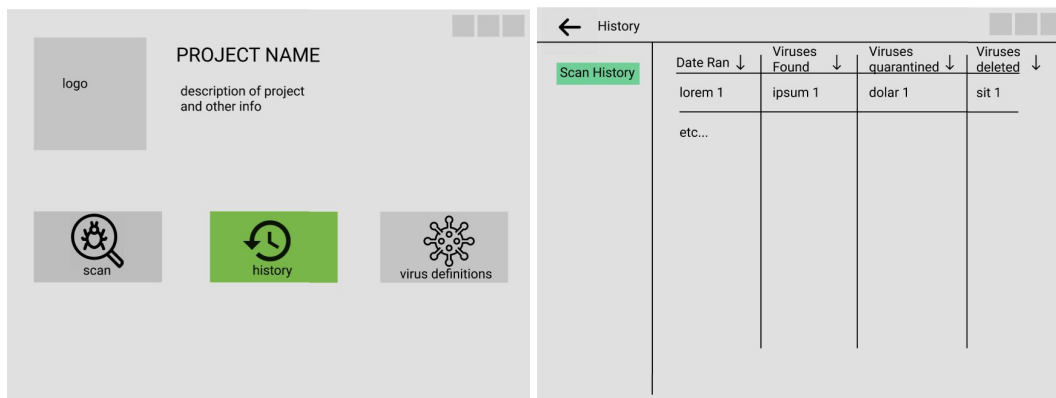 logo
PROJECT NAME
description of project
and other info
scan
history
virus definitions
History
Scan History
Date Ran ↓
Viruses
Found ↓
Viruses
quarantined ↓
Viruses
deleted ↓
lorem 1
ipsum 1
dolar 1
sit 1
etc...